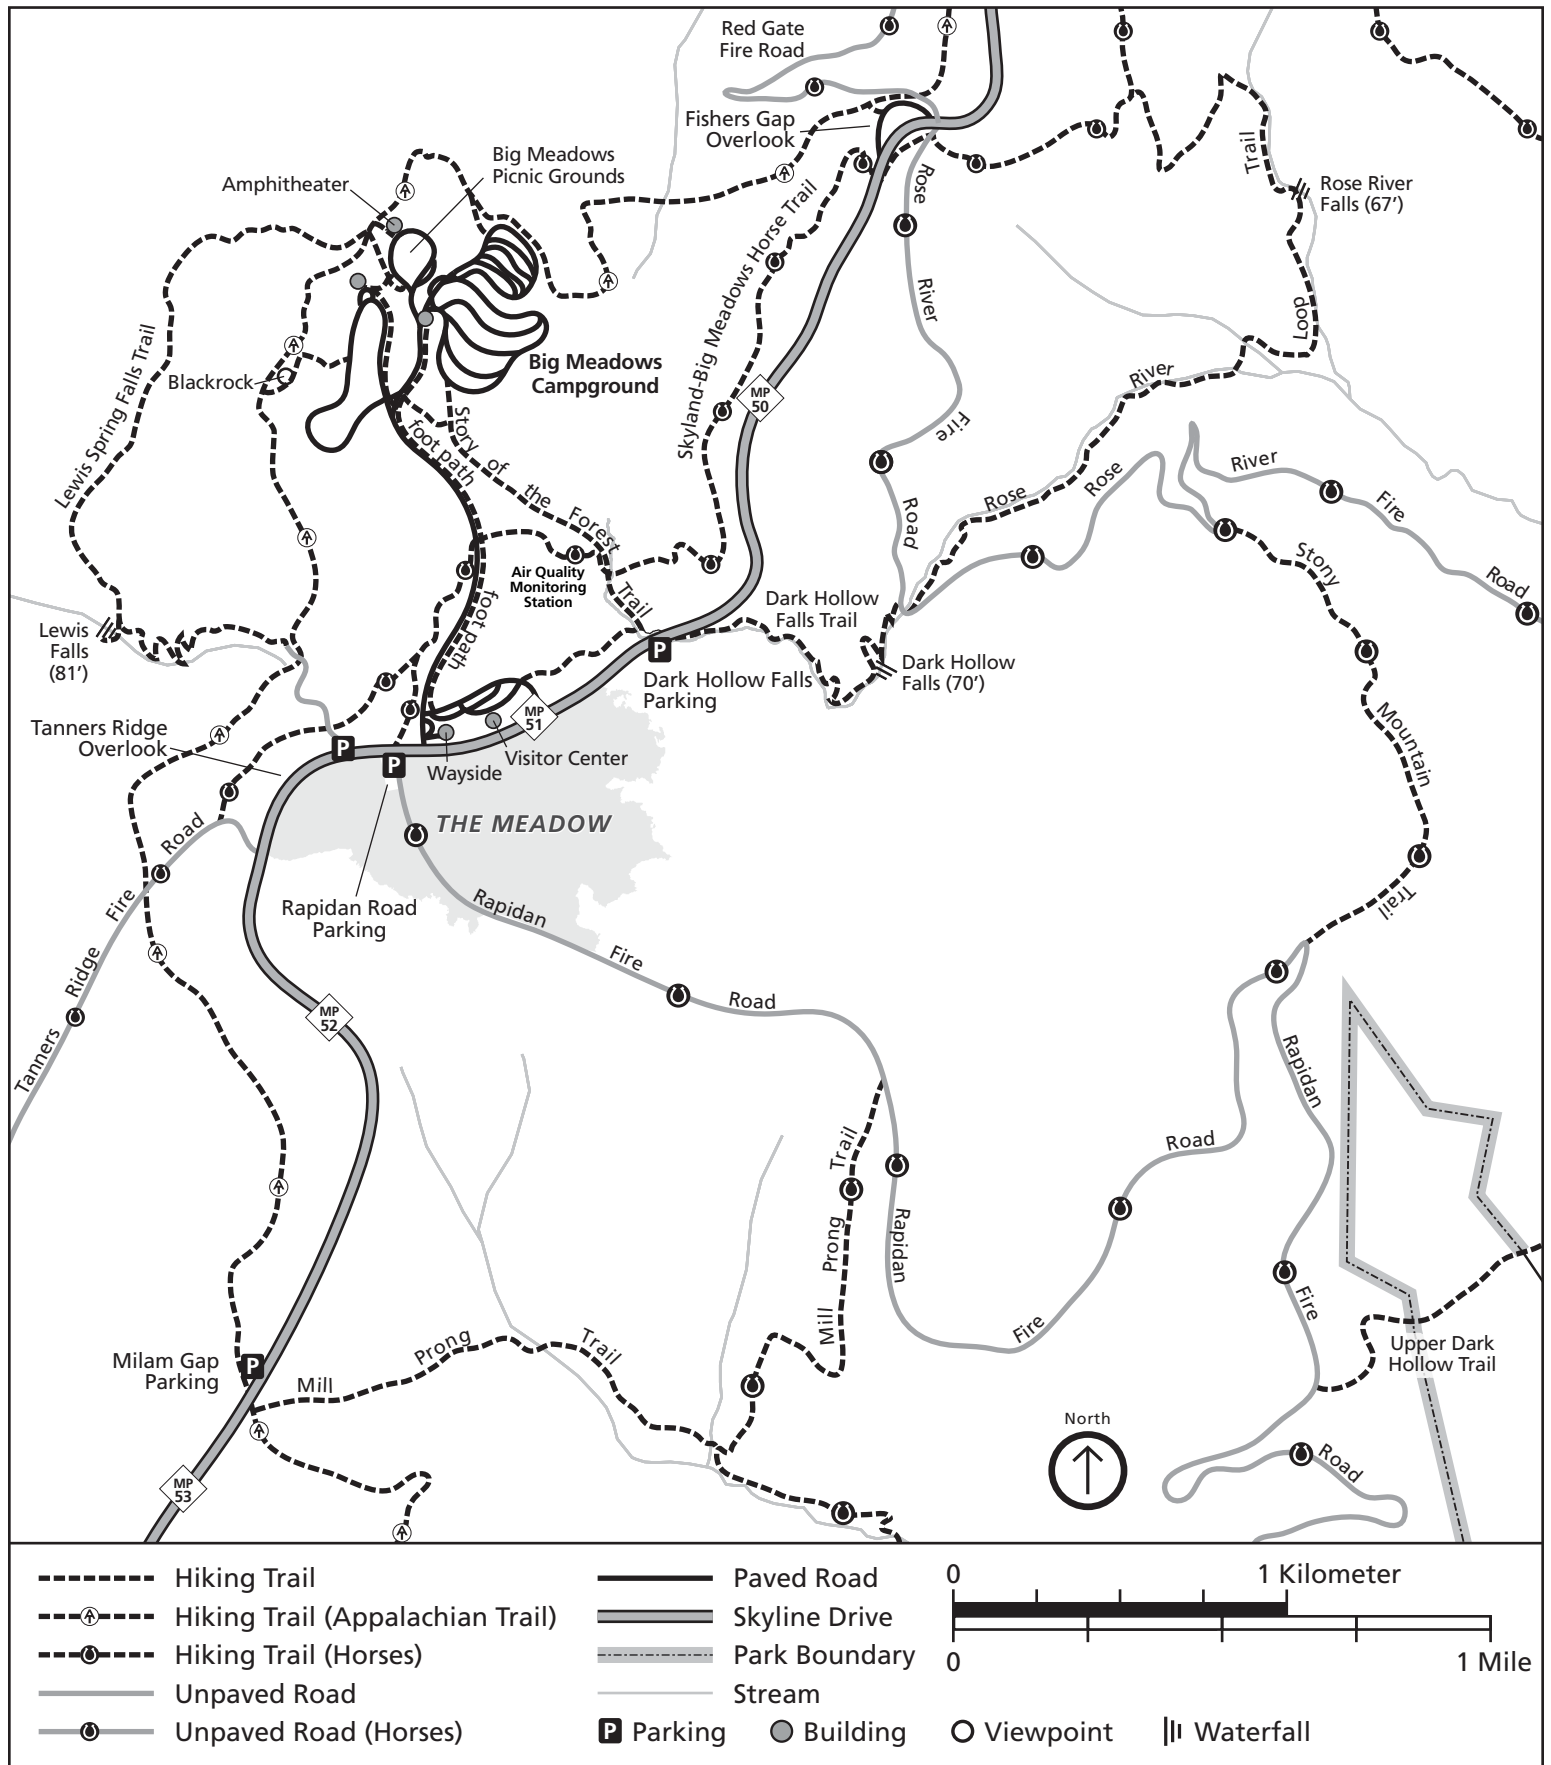 Red Gate
Fire Road
Fishers Gap
Overlook
Big Meadows
Picnic Grounds
Amphitheater
Rose River
Falls (67’)
Trail
Loop
River
Rose
Rose
River
Fire
Road
Skyland-Big Meadows Horse Trail
Lewis Spring Falls Trail
Blackrock
Big Meadows
Campground
MP
50
foot path
Story of the Forest Trail
Rose
River
Fire
Road
Air Quality
Monitoring
Station
foot path
Stony
Mountain
Trail
Dark Hollow
Falls Trail
Lewis
Falls
(81’)
Dark Hollow Falls
Parking
Dark Hollow
Falls (70’)
P
MP
51
Tanners Ridge
Overlook
P
P
Wayside
Visitor Center
THE MEADOW
Rapidan Road
Parking
Tanners Ridge Fire Road
Rapidan
Fire
Road
MP
52
Rapidan
Fire
Road
Rapidan
Fire
Road
Mill Prong Trail
Milam Gap
Parking
P
Mill Prong Trail
Upper Dark
Hollow Trail
MP
53
North
Hiking Trail
Hiking Trail (Appalachian Trail)
Hiking Trail (Horses)
Unpaved Road
Unpaved Road (Horses)
Paved Road
Skyline Drive
Park Boundary
Stream
P Parking
Building
Viewpoint
Waterfall
0 1 Kilometer
0 1 Mile